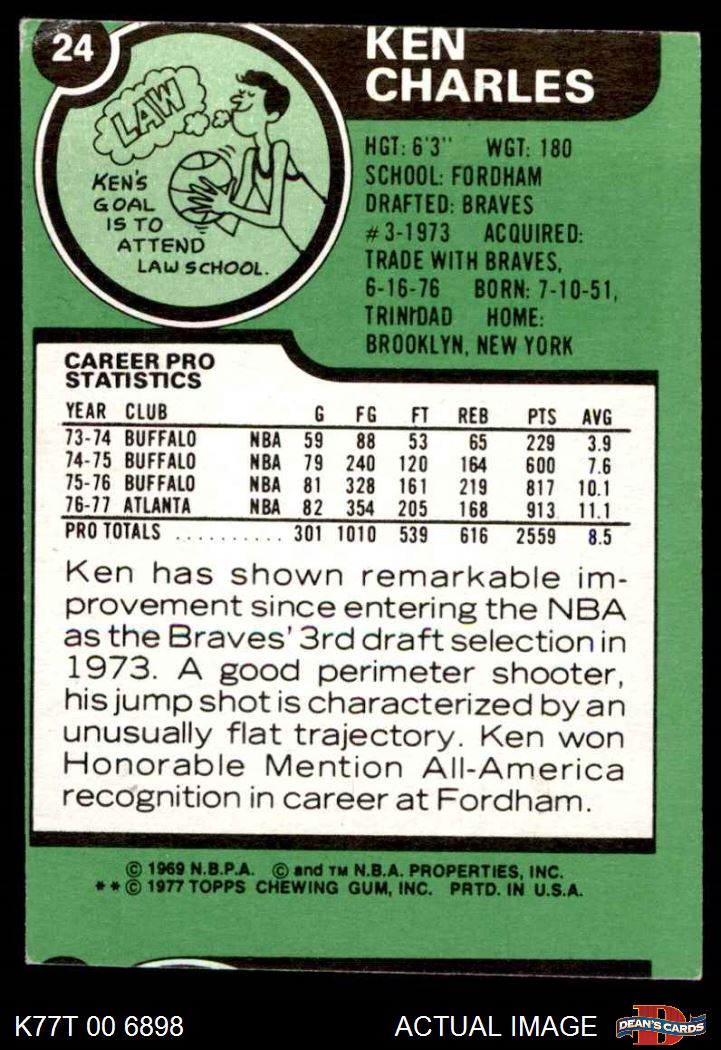 24
KEN
CHARLES
LAW
KEN'S
GOAL
IS TO
ATTEND
LAW SCHOOL.
HGT: 6'3" WGT: 180
SCHOOL: FORDHAM
DRAFTED: BRAVES
#3-1973 ACQUIRED:
TRADE WITH BRAVES,
6-16-76 BORN: 7-10-51,
TRINIDAD HOME:
BROOKLYN, NEW YORK
CAREER PRO
STATISTICS
YEAR CLUB G FG FT REB PTS AVG
73-74 BUFFALO NBA 59 88 53 65 229 3.9
74-75 BUFFALO NBA 79 240 120 164 600 7.6
75-76 BUFFALO NBA 81 328 161 219 817 10.1
76-77 ATLANTA NBA 82 354 205 168 913 11.1
PRO TOTALS .......... 301 1010 539 616 2559 8.5
Ken has shown remarkable im-
provement since entering the NBA
as the Braves' 3rd draft selection in
1973. A good perimeter shooter,
his jump shot is characterized by an
unusually flat trajectory. Ken won
Honorable Mention All-America
recognition in career at Fordham.
© 1969 N.B.P.A. © and TM N.B.A. PROPERTIES, INC.
**© 1977 TOPPS CHEWING GUM, INC. PRTD. IN U.S.A.
K77T 00 6898 ACTUAL IMAGE
D
DEAN'S CARDS